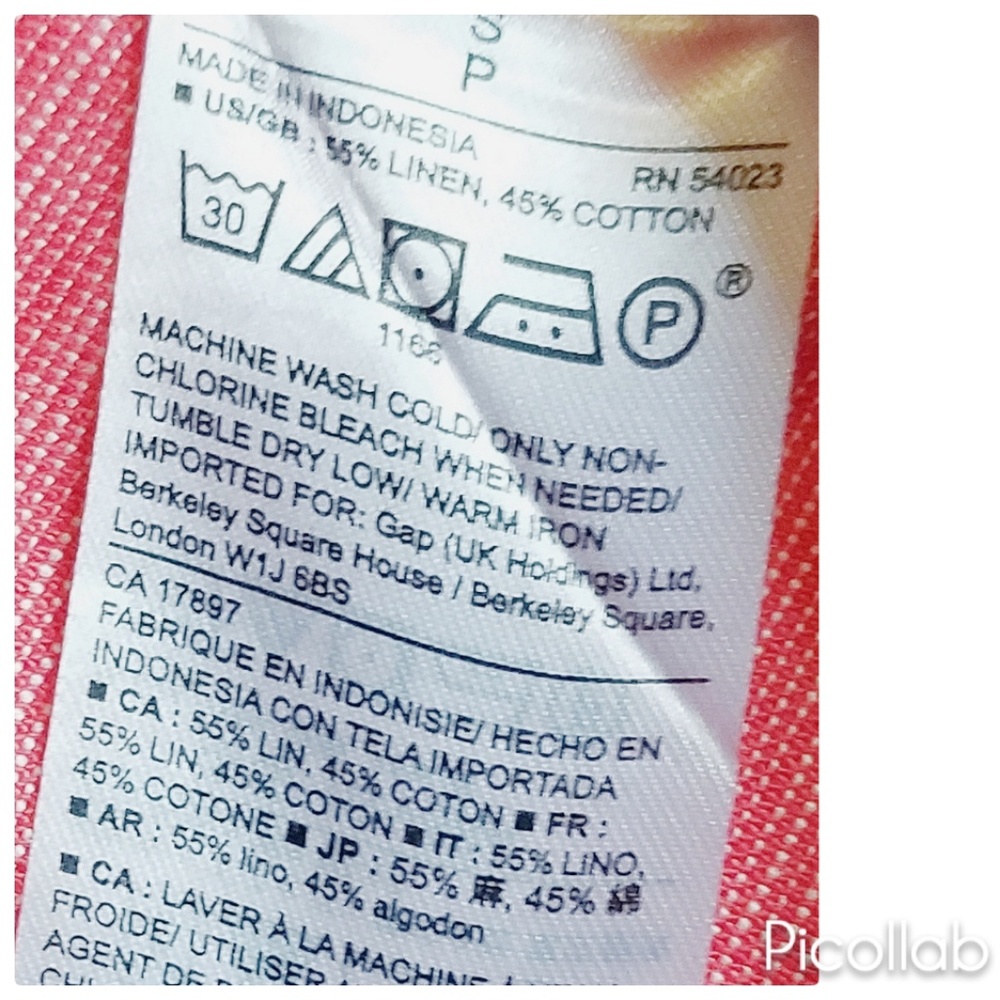 S
P
MADE IN INDONESIA
RN 54023
■ US/GB : 55% LINEN, 45% COTTON
30
P
®
1166
MACHINE WASH COLD/ ONLY NON-
CHLORINE BLEACH WHEN NEEDED/
TUMBLE DRY LOW/ WARM IRON
IMPORTED FOR: Gap (UK Holdings) Ltd,
Berkeley Square House / Berkeley Square,
London W1J 6BS
CA 17897
FABRIQUE EN INDONISIE/ HECHO EN
INDONESIA CON TELA IMPORTADA
■ CA : 55% LIN, 45% COTON ■ FR :
55% LIN, 45% COTON ■ IT : 55% LINO,
45% COTONE ■ JP : 55% 麻, 45% 綿
■ AR : 55% lino, 45% algodon
■ CA : LAVER À LA MACHINE À
FROIDE/ UTILISER
AGENT DE
Picollab